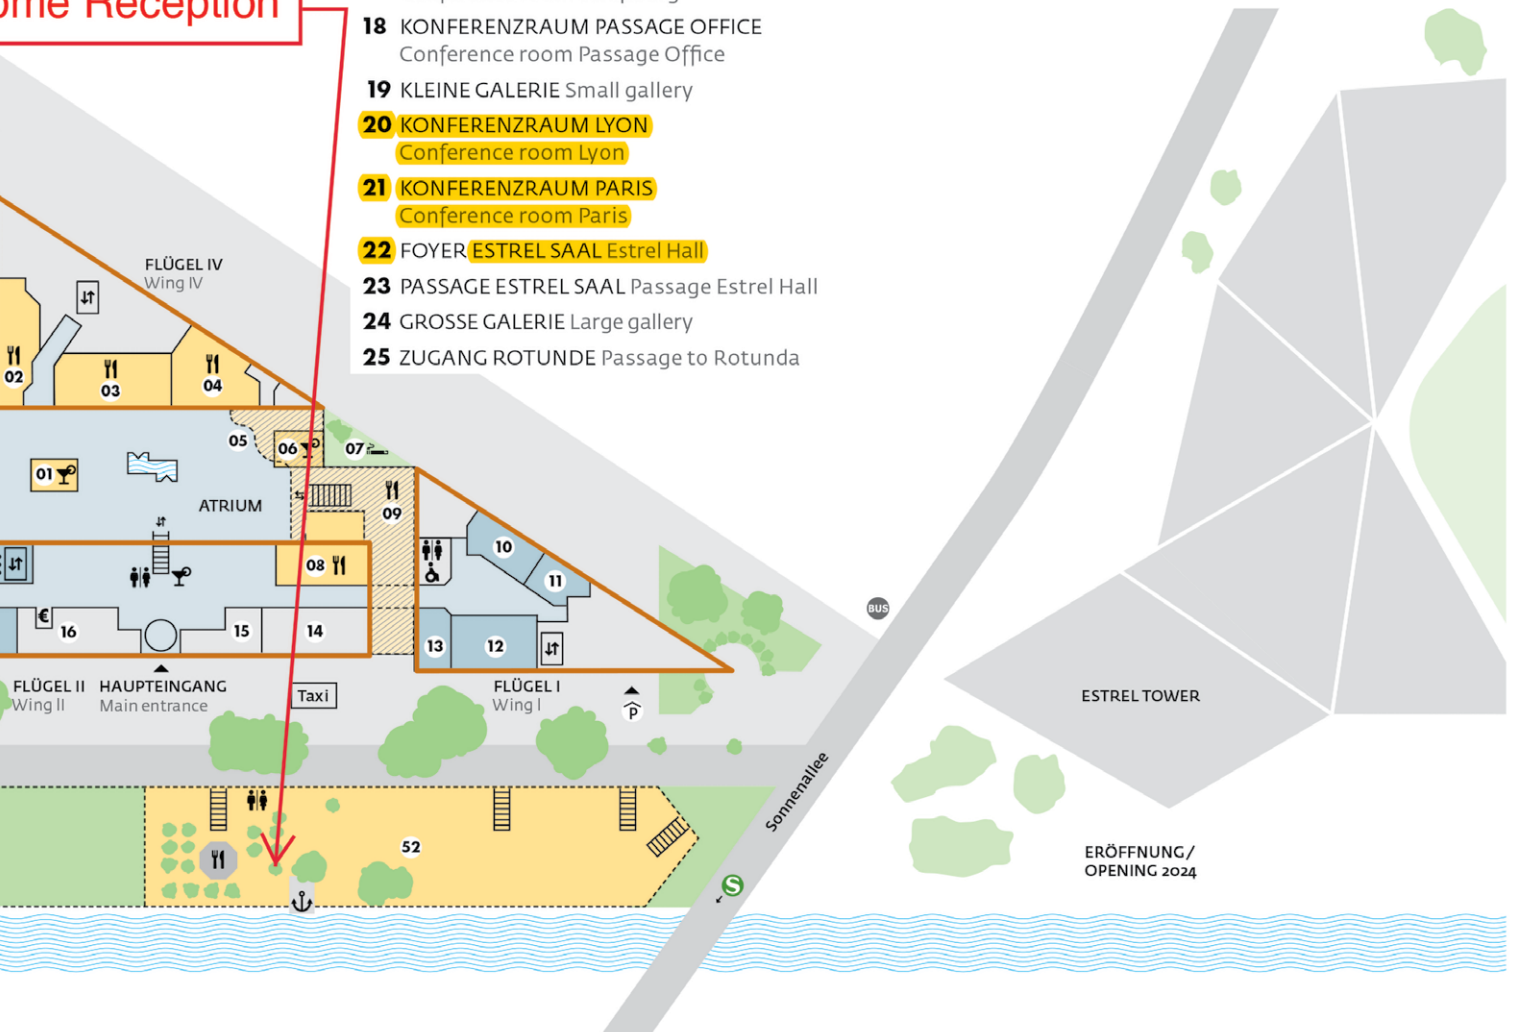 ome Reception
18 KONFERENZRAUM PASSAGE OFFICE
Conference room Passage Office
19 KLEINE GALERIE Small gallery
20 KONFERENZRAUM LYON
Conference room Lyon
21 KONFERENZRAUM PARIS
Conference room Paris
22 FOYER ESTREL SAAL Estrel Hall
23 PASSAGE ESTREL SAAL Passage Estrel Hall
24 GROSSE GALERIE Large gallery
25 ZUGANG ROTUNDE Passage to Rotunda
FLÜGEL IV
Wing IV
02
03
04
05
06
07
01
ATRIUM
09
10
11
08
€
16
15
14
13
12
BUS
FLÜGEL II
Wing II
HAUPTEINGANG
Main entrance
Taxi
FLÜGEL I
Wing I
P
ESTREL TOWER
Sonnenallee
52
S
ERÖFFNUNG/
OPENING 2024